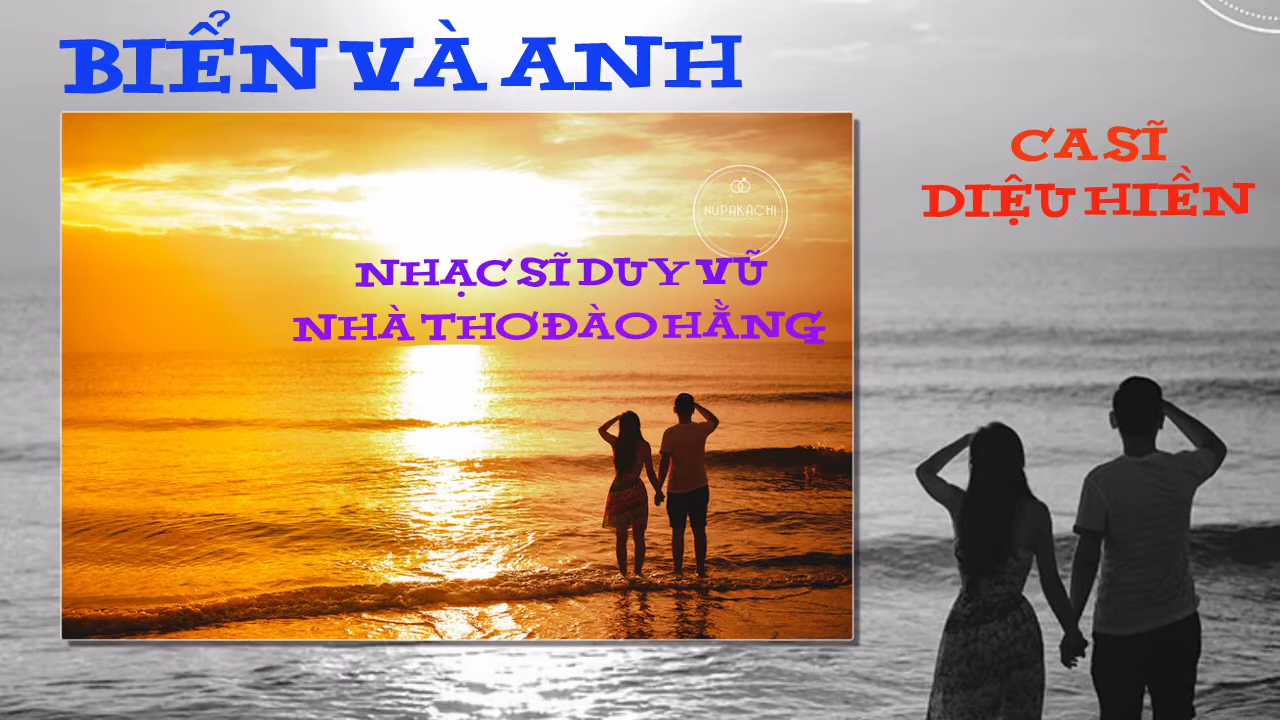 BIỂN VÀ ANH
CA SĨ
DIỆU HIỀN
NUPAKACHI
NHẠC SĨ DUY VŨ
NHÀ THƠ ĐÀO HẰNG